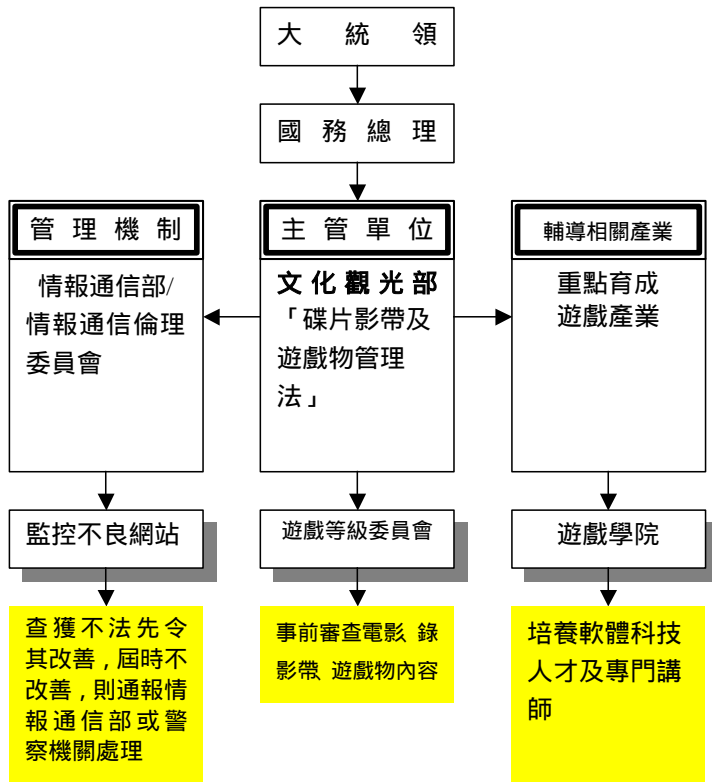 大統領
國務總理
管理機制
情報通信部/
情報通信倫理
委員會
主管單位
文化觀光部
「碟片影帶及
遊戲物管理
法」
輔導相關產業
重點育成
遊戲產業
監控不良網站
遊戲等級委員會
遊戲學院
查獲不法先令
其改善,屆時不
改善,則通報情
報通信部或警
察機關處理
事前審查電影、錄
影帶、遊戲物內容
培養軟體科技
人才及專門講
師